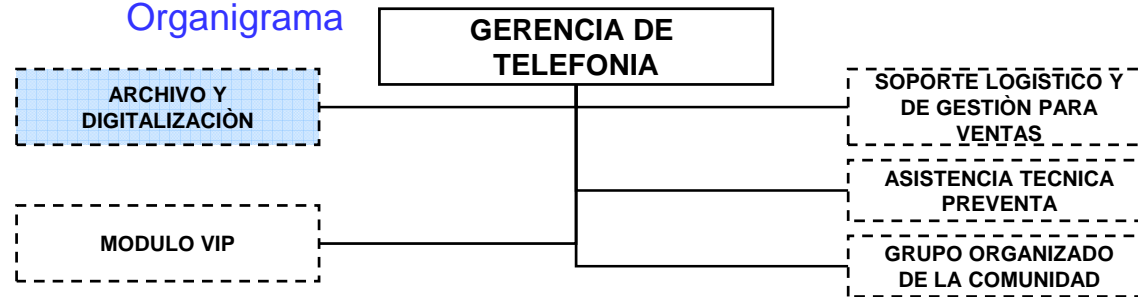 Organigrama
GERENCIA DE
TELEFONIA
ARCHIVO Y
DIGITALIZACIÒN
SOPORTE LOGISTICO Y
DE GESTIÒN PARA
VENTAS
ASISTENCIA TECNICA
PREVENTA
MODULO VIP
GRUPO ORGANIZADO
DE LA COMUNIDAD